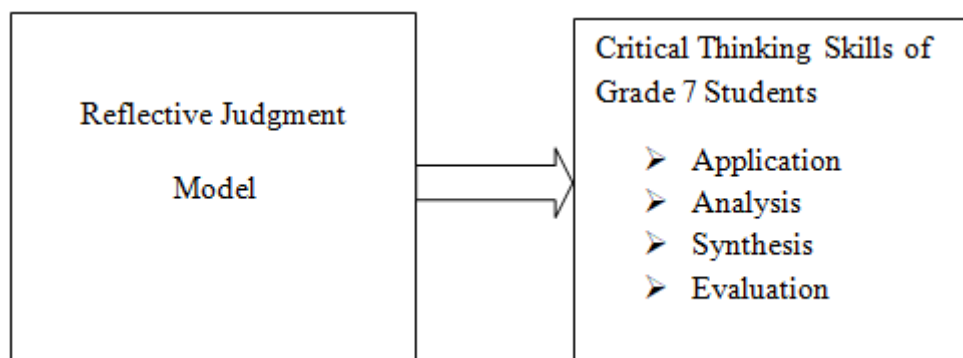 Reflective Judgment
Model
Critical Thinking Skills of
Grade 7 Students
➢ Application
➢ Analysis
➢ Synthesis
➢ Evaluation